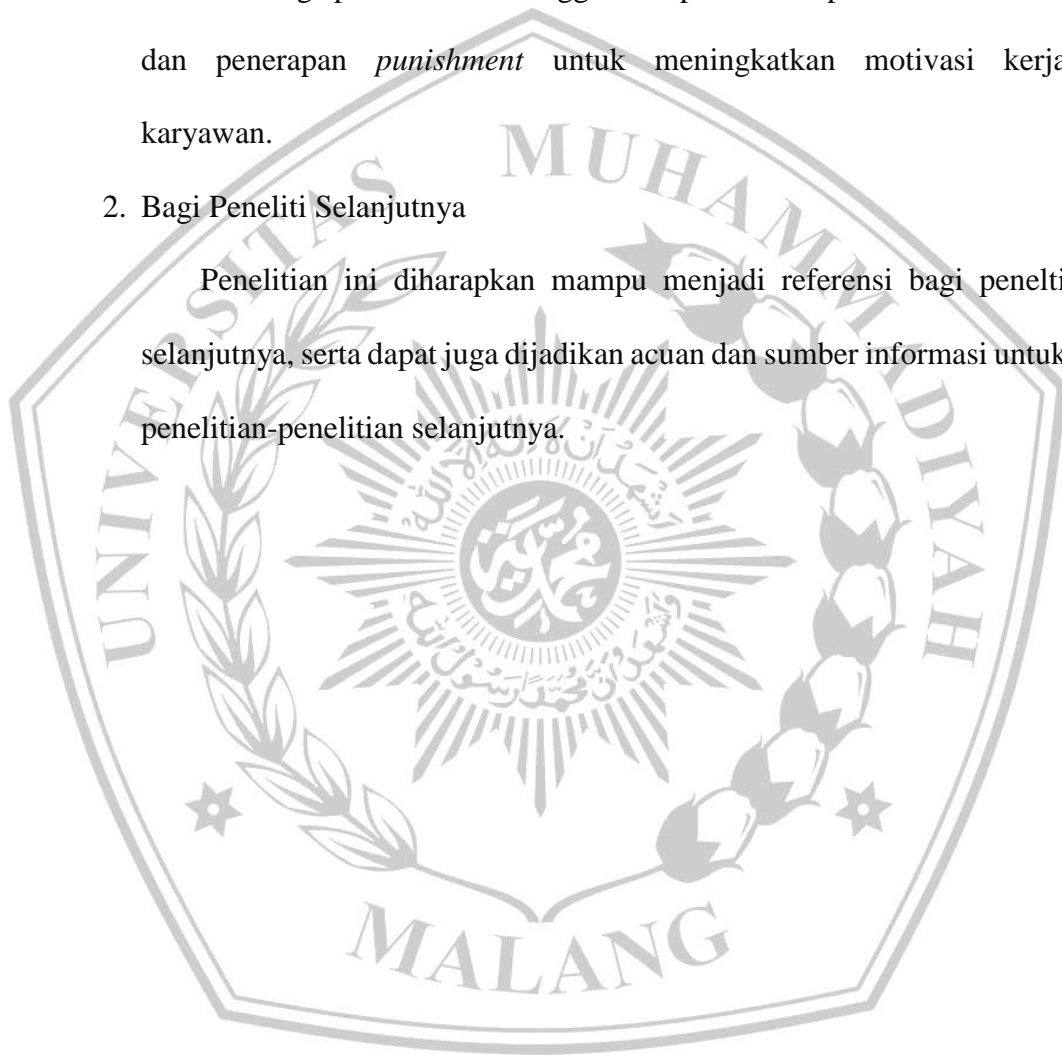 dan penerapan punishment untuk meningkatkan motivasi kerja
karyawan.
2. Bagi Peneliti Selanjutnya
Penelitian ini diharapkan mampu menjadi referensi bagi penelti
selanjutnya, serta dapat juga dijadikan acuan dan sumber informasi untuk
penelitian-penelitian selanjutnya.
UNIVERSITAS MUHAMMADIYAH
MALANG